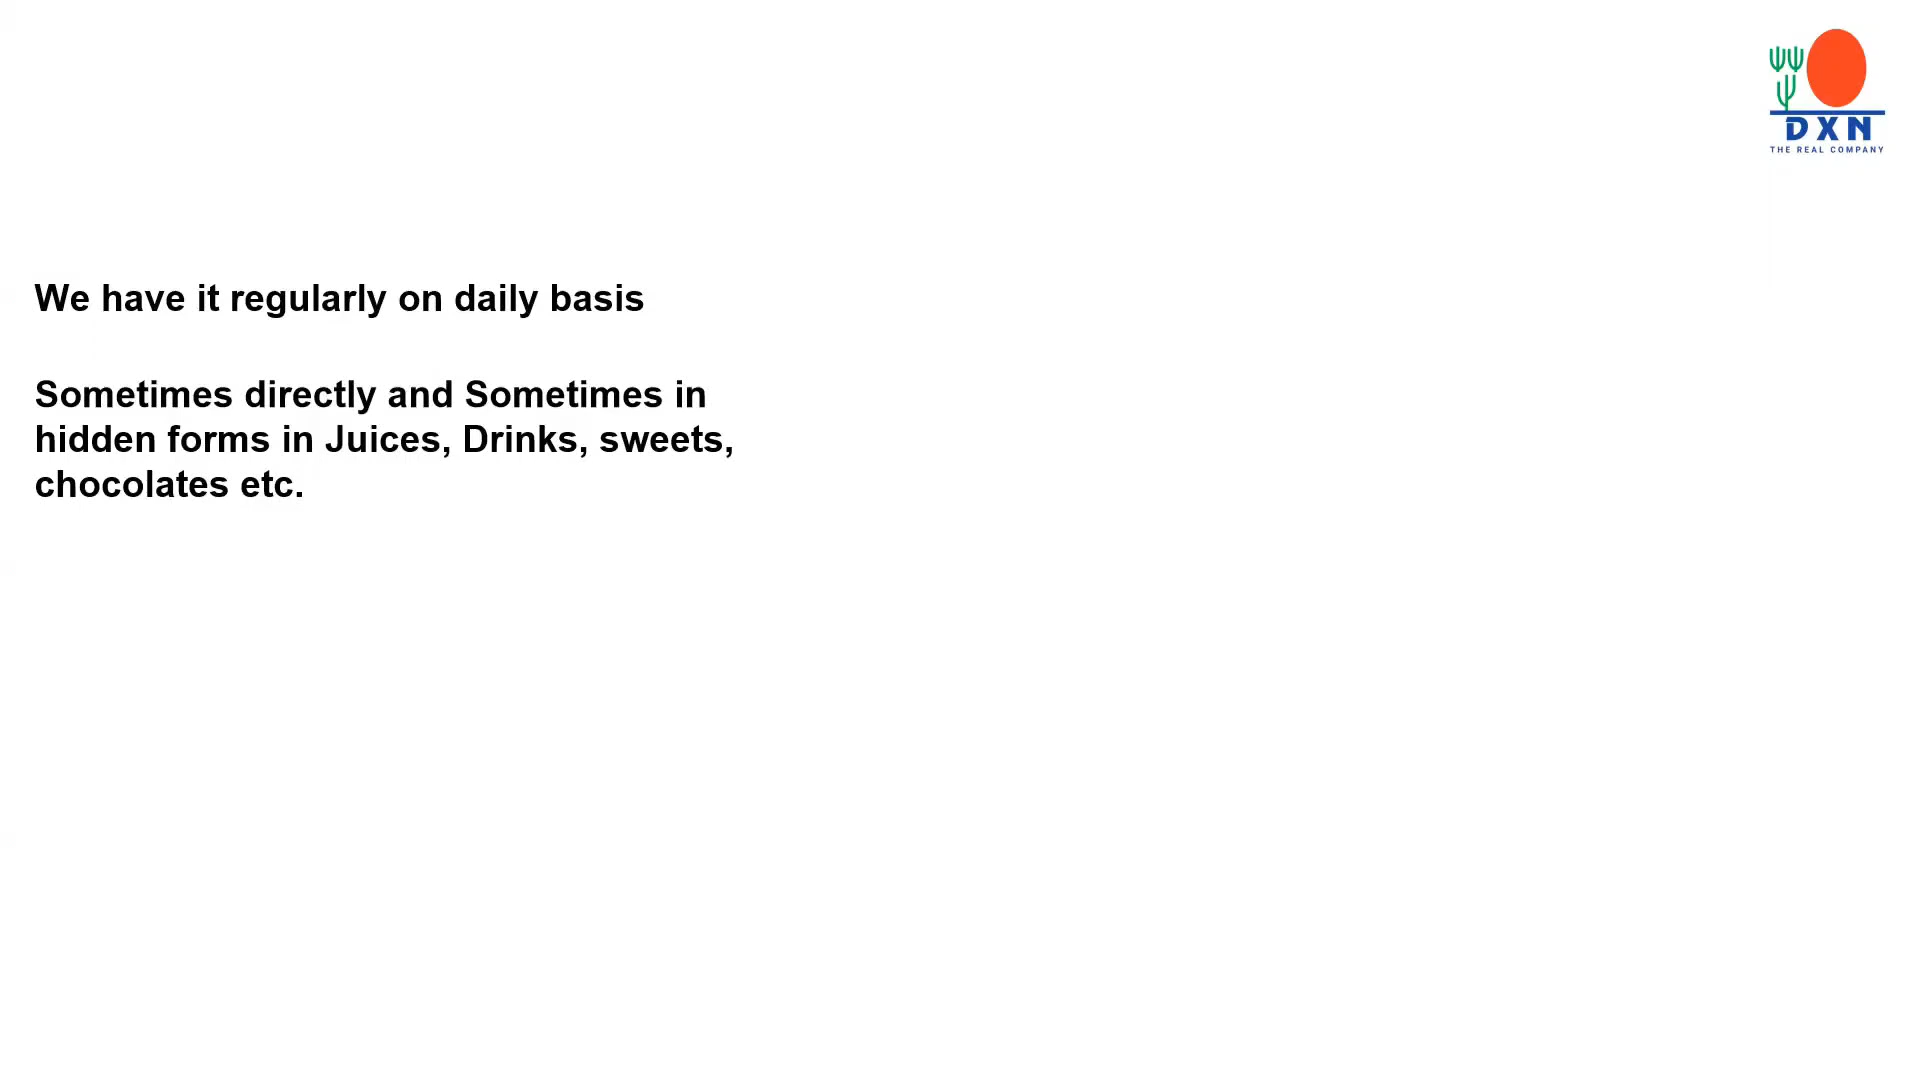 DXN
THE REAL COMPANY
We have it regularly on daily basis
Sometimes directly and Sometimes in
hidden forms in Juices, Drinks, sweets,
chocolates etc.